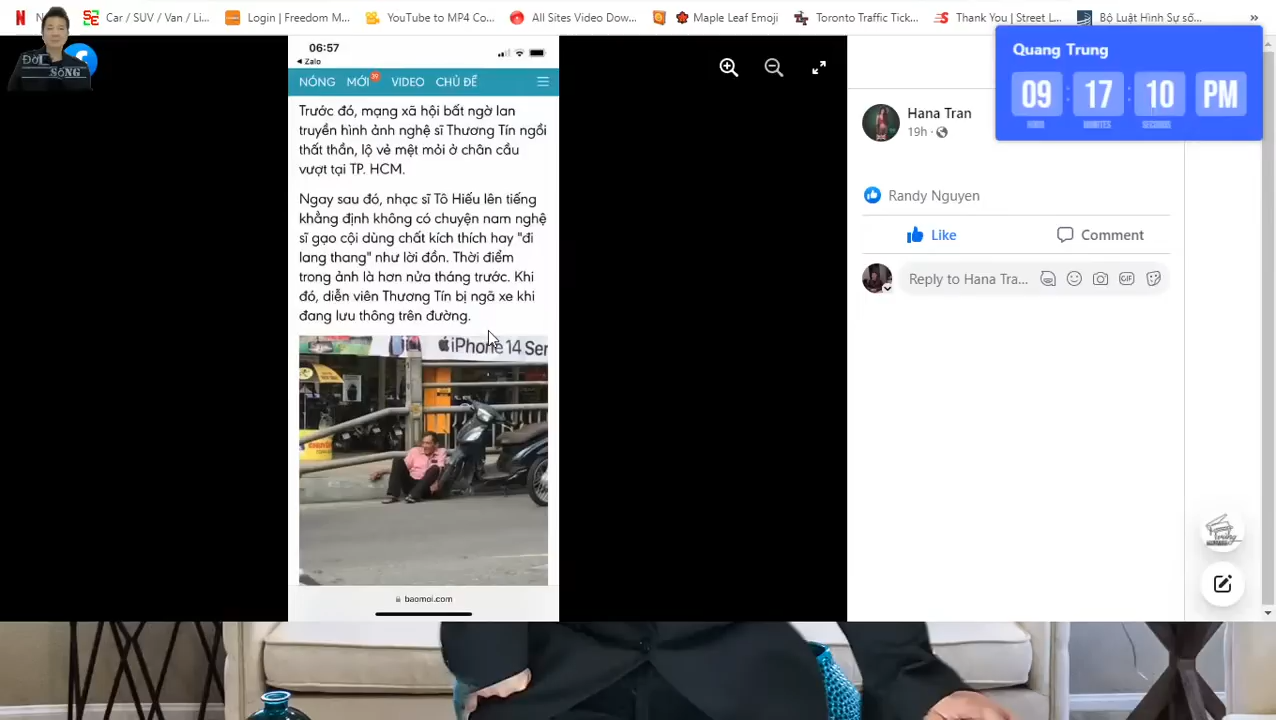 Car / SUV / Van / Li...
Login | Freedom M...
YouTube to MP4 Co...
All Sites Video Dow...
Maple Leaf Emoji
Toronto Traffic Tick...
Thank You | Street L...
Bộ Luật Hình Sự số...
»
Đời
Sống
06:57
Zalo
NÓNG MỚI 39 VIDEO CHỦ ĐỀ
Trước đó, mạng xã hội bất ngờ lan
truyền hình ảnh nghệ sĩ Thương Tín ngồi
thất thần, lộ vẻ mệt mỏi ở chân cầu
vượt tại TP. HCM.
Ngay sau đó, nhạc sĩ Tô Hiếu lên tiếng
khẳng định không có chuyện nam nghệ
sĩ gạo cội dùng chất kích thích hay "đi
lang thang" như lời đồn. Thời điểm
trong ảnh là hơn nửa tháng trước. Khi
đó, diễn viên Thương Tín bị ngã xe khi
đang lưu thông trên đường.
iPhone 14 Ser
baomoi.com
Quang Trung
09 17 10 PM
HOURS MINUTES SECONDS
Hana Tran
19h ·
Randy Nguyen
Like
Comment
Reply to Hana Tra...
GIF